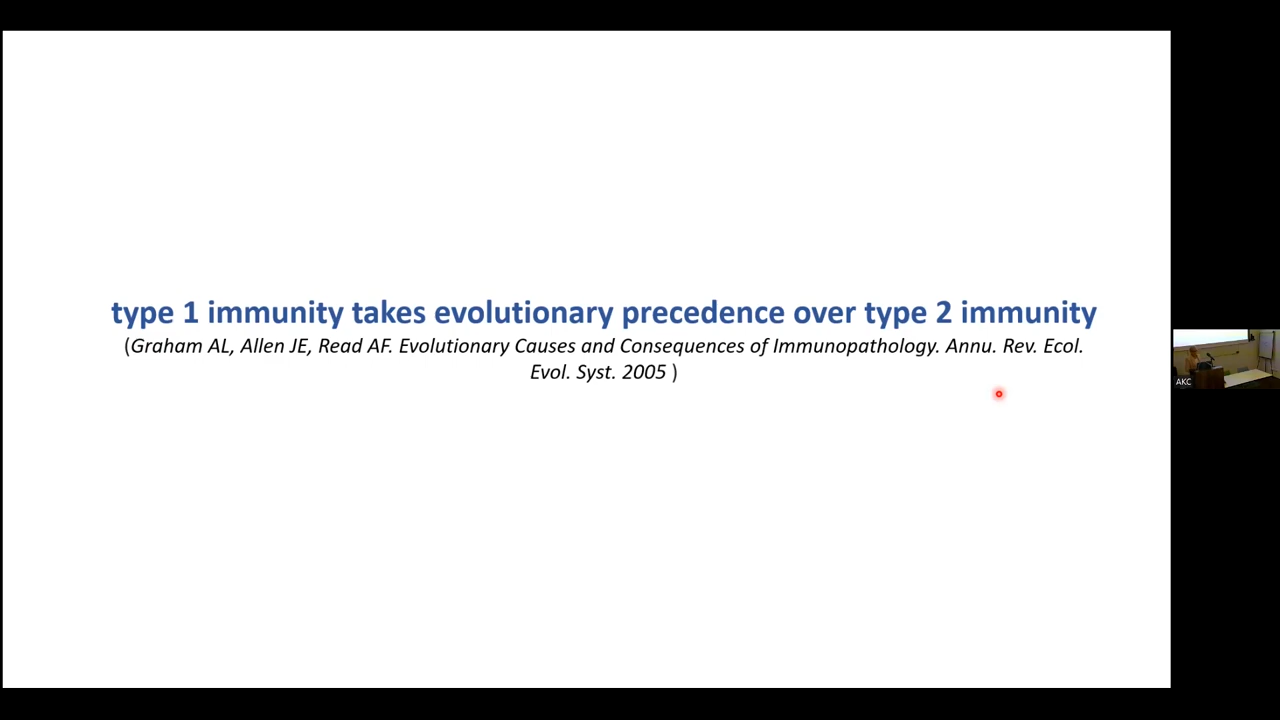 type 1 immunity takes evolutionary precedence over type 2 immunity
(Graham AL, Allen JE, Read AF. Evolutionary Causes and Consequences of Immunopathology. Annu. Rev. Ecol.
Evol. Syst. 2005 )
AKC